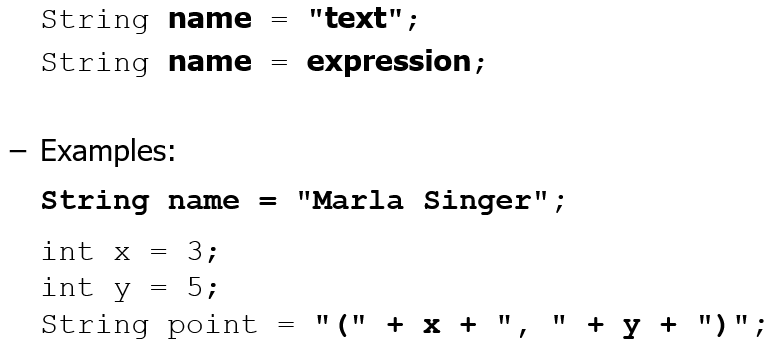 String name = "text";
String name = expression;
– Examples:
String name = "Marla Singer";
int x = 3;
int y = 5;
String point = "(" + x + ", " + y + ")";